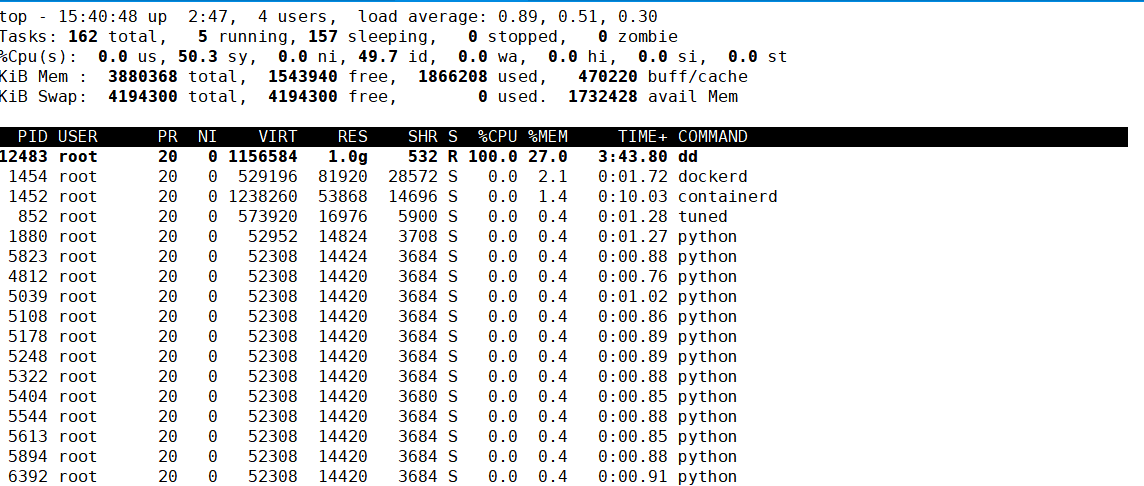 top - 15:40:48 up  2:47,  4 users,  load average: 0.89, 0.51, 0.30
Tasks: 162 total,   5 running, 157 sleeping,   0 stopped,   0 zombie
%Cpu(s):  0.0 us, 50.3 sy,  0.0 ni, 49.7 id,  0.0 wa,  0.0 hi,  0.0 si,  0.0 st
KiB Mem :  3880368 total,  1543940 free,  1866208 used,   470220 buff/cache
KiB Swap:  4194300 total,  4194300 free,        0 used.  1732428 avail Mem
PID USER      PR  NI    VIRT    RES    SHR S  %CPU %MEM     TIME+ COMMAND
12483 root      20   0 1156584   1.0g    532 R 100.0 27.0   3:43.80 dd
1454 root      20   0  529196  81920  28572 S   0.0  2.1   0:01.72 dockerd
1452 root      20   0 1238260  53868  14696 S   0.0  1.4   0:10.03 containerd
852 root      20   0  573920  16976   5900 S   0.0  0.4   0:01.28 tuned
1880 root      20   0   52952  14824   3708 S   0.0  0.4   0:01.27 python
5823 root      20   0   52308  14424   3684 S   0.0  0.4   0:00.88 python
4812 root      20   0   52308  14420   3684 S   0.0  0.4   0:00.76 python
5039 root      20   0   52308  14420   3684 S   0.0  0.4   0:01.02 python
5108 root      20   0   52308  14420   3684 S   0.0  0.4   0:00.86 python
5178 root      20   0   52308  14420   3684 S   0.0  0.4   0:00.89 python
5248 root      20   0   52308  14420   3684 S   0.0  0.4   0:00.89 python
5322 root      20   0   52308  14420   3684 S   0.0  0.4   0:00.88 python
5404 root      20   0   52308  14420   3680 S   0.0  0.4   0:00.85 python
5544 root      20   0   52308  14420   3684 S   0.0  0.4   0:00.88 python
5613 root      20   0   52308  14420   3684 S   0.0  0.4   0:00.85 python
5894 root      20   0   52308  14420   3684 S   0.0  0.4   0:00.88 python
6392 root      20   0   52308  14420   3684 S   0.0  0.4   0:00.91 python